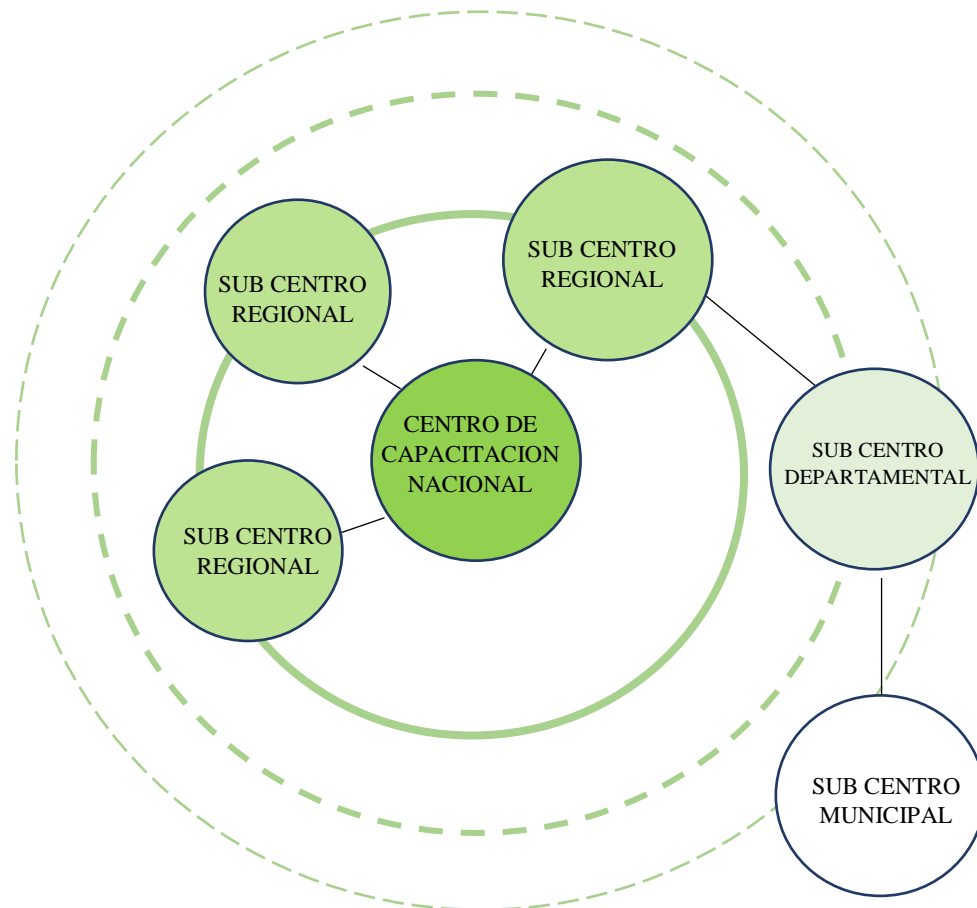 SUB CENTRO
REGIONAL
SUB CENTRO
REGIONAL
CENTRO DE
CAPACITACION
NACIONAL
SUB CENTRO
DEPARTAMENTAL
SUB CENTRO
REGIONAL
SUB CENTRO
MUNICIPAL